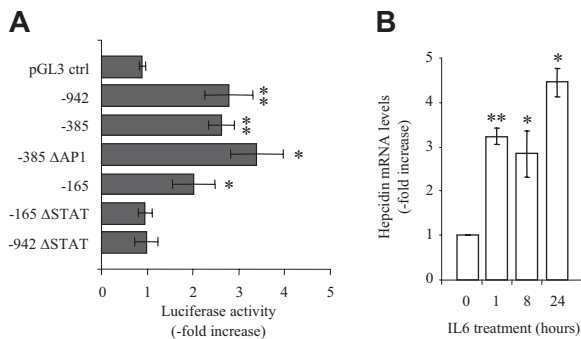 A
pGL3 ctrl
-942
**
-385
**
-385 ΔAP1
*
-165
*
-165 ΔSTAT
-942 ΔSTAT
0 1 2 3 4 5
Luciferase activity
(-fold increase)
B
Hepcidin mRNA levels
(-fold increase)
5
4
3
2
1
0
**
*
*
0 1 8 24
IL6 treatment (hours)